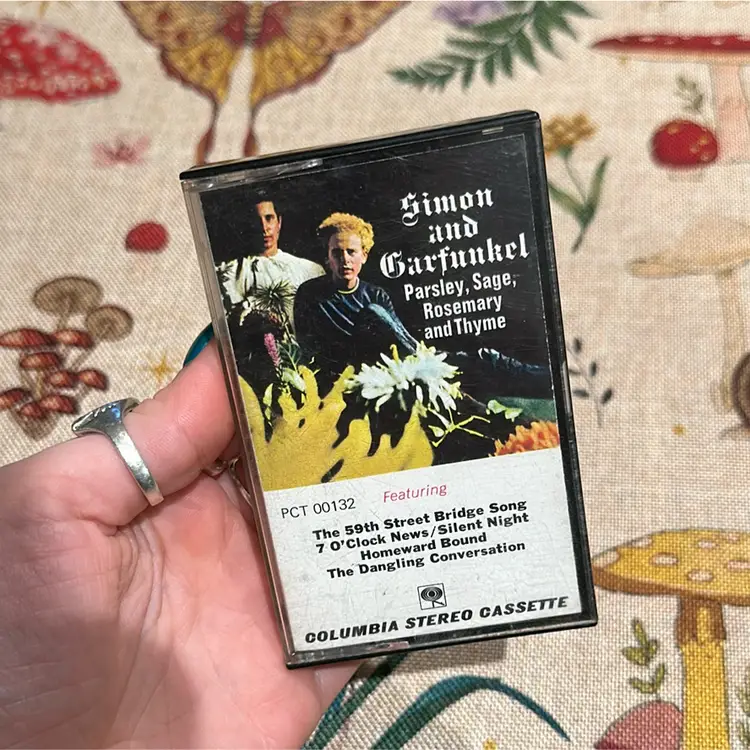 Simon
and
Garfunkel
Parsley, Sage,
Rosemary
and Thyme
PCT 00132
Featuring
The 59th Street Bridge Song
7 O'Clock News/Silent Night
Homeward Bound
The Dangling Conversation
COLUMBIA STEREO CASSETTE